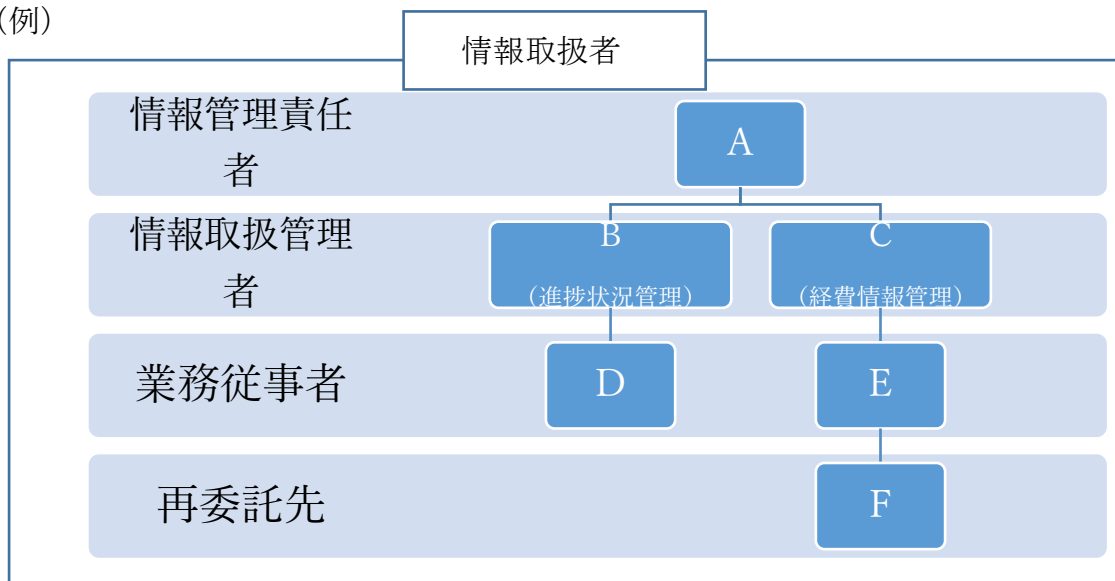 （例）
情報取扱者
情報管理責任
者
A
情報取扱管理
者
B
（進捗状況管理）
C
（経費情報管理）
業務従事者
D
E
再委託先
F